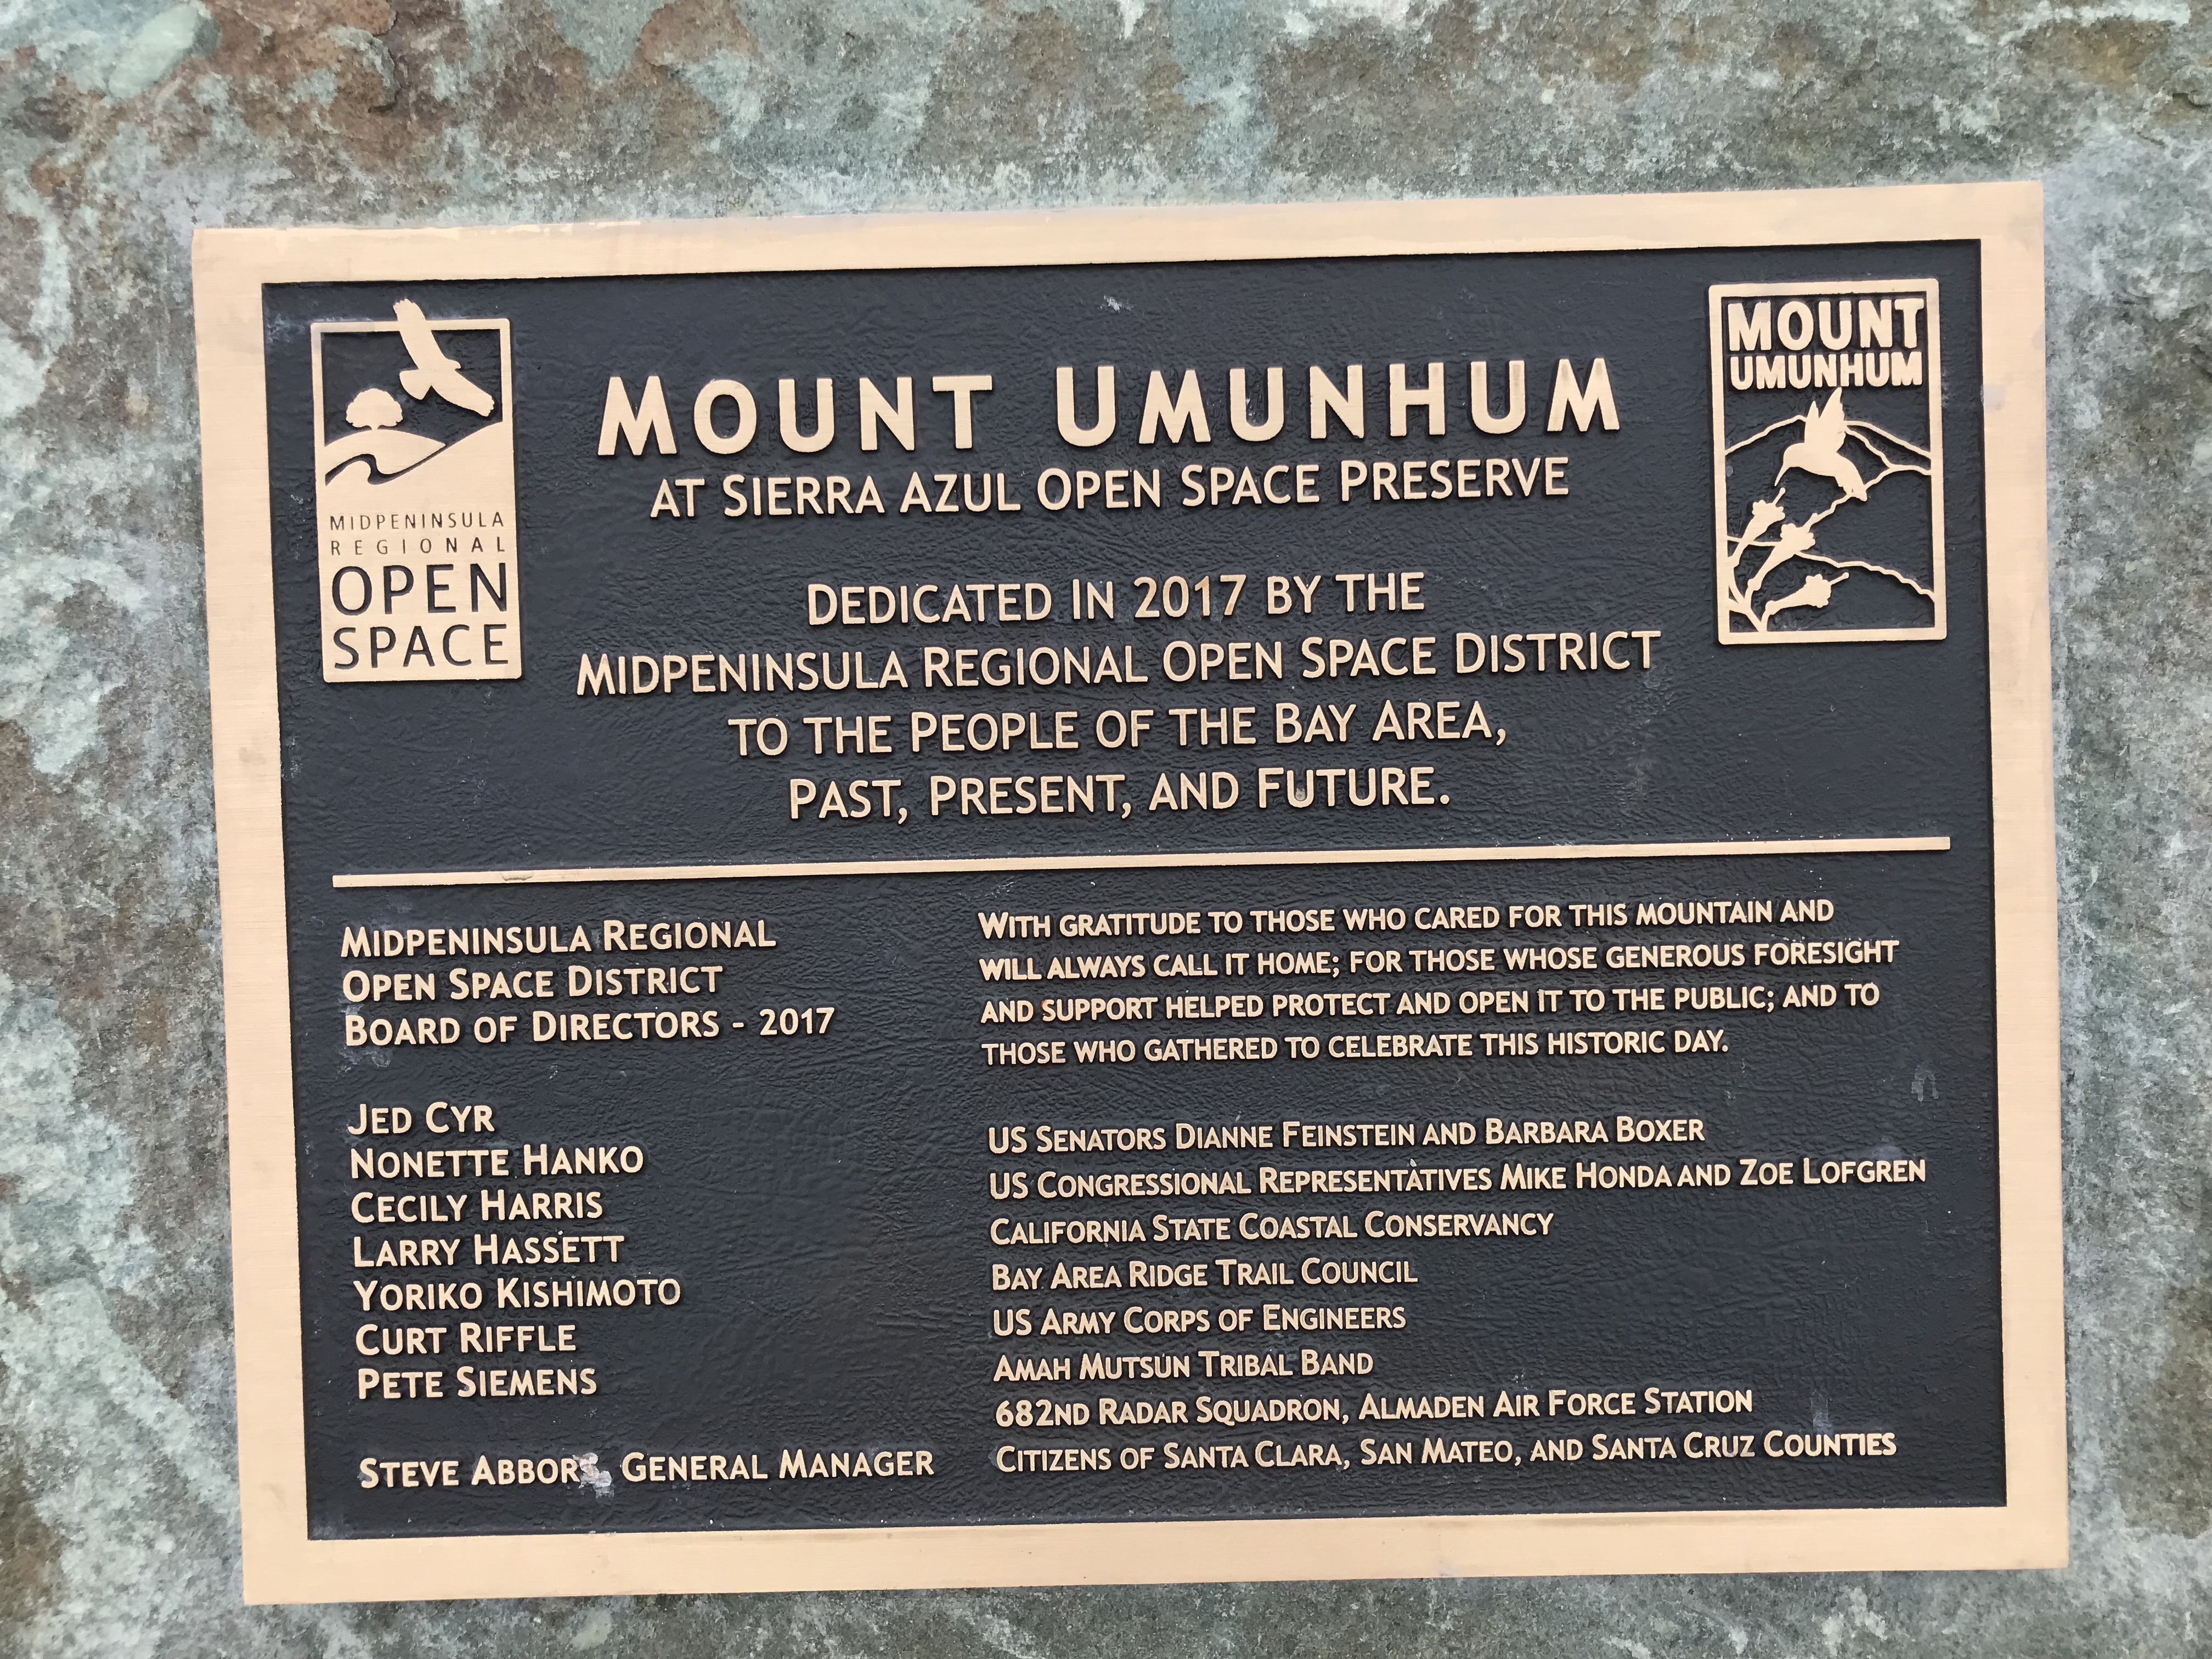 MIDPENINSULA
REGIONAL
OPEN
SPACE
MOUNT UMUNHUM
AT SIERRA AZUL OPEN SPACE PRESERVE
MOUNT
UMUNHUM
DEDICATED IN 2017 BY THE
MIDPENINSULA REGIONAL OPEN SPACE DISTRICT
TO THE PEOPLE OF THE BAY AREA,
PAST, PRESENT, AND FUTURE.
MIDPENINSULA REGIONAL
OPEN SPACE DISTRICT
BOARD OF DIRECTORS - 2017
JED CYR
NONETTE HANKO
CECILY HARRIS
LARRY HASSETT
YORIKO KISHIMOTO
CURT RIFFLE
PETE SIEMENS
STEVE GENERAL MANAGER
WITH GRATITUDE TO THOSE WHO CARED FOR THIS MOUNTAIN AND
WILL ALWAYS CALL IT HOME; FOR THOSE WHOSE GENEROUS FORESIGHT
AND SUPPORT HELPED PROTECT AND OPEN IT TO THE PUBLIC; AND TO
THOSE WHO GATHERED TO CELEBRATE THIS HISTORIC DAY.
US SENATORS DIANNE FEINSTEIN AND BARBARA BOXER
US CONGRESSIONAL REPRESENTATIVES MIKE HONDA AND ZOE LOFGREN
CALIFORNIA STATE COASTAL CONSERVANCY
BAY AREA RIDGE TRAIL COUNCIL
US ARMY CORPS OF ENGINEERS
AMAH MUTSUN TRIBAL BAND
682ND RADAR SQUADRON, ALMADEN AIR FORCE STATION
CITIZENS OF SANTA CLARA, SAN MATEO, AND SANTA CRUZ COUNTIES